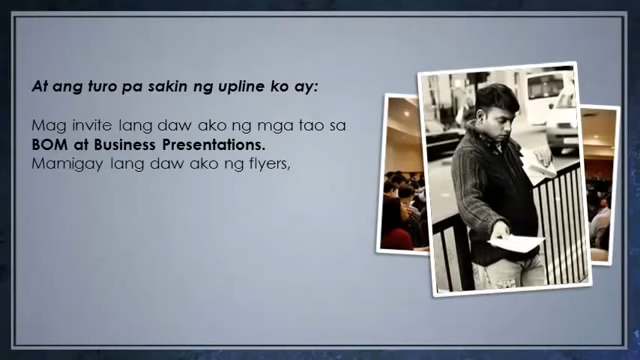 At ang turo pa sakin ng upline ko ay:
Mag invite lang daw ako ng mga tao sa
BOM at Business Presentations.
Mamigay lang daw ako ng flyers,